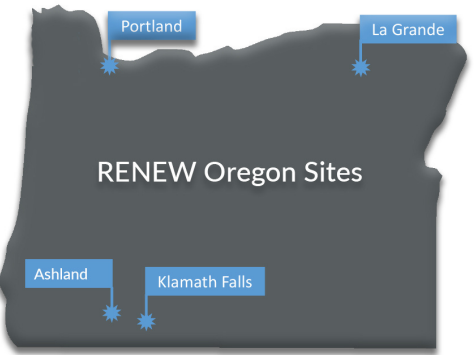 Portland
La Grande
RENEW Oregon Sites
Ashland
Klamath Falls